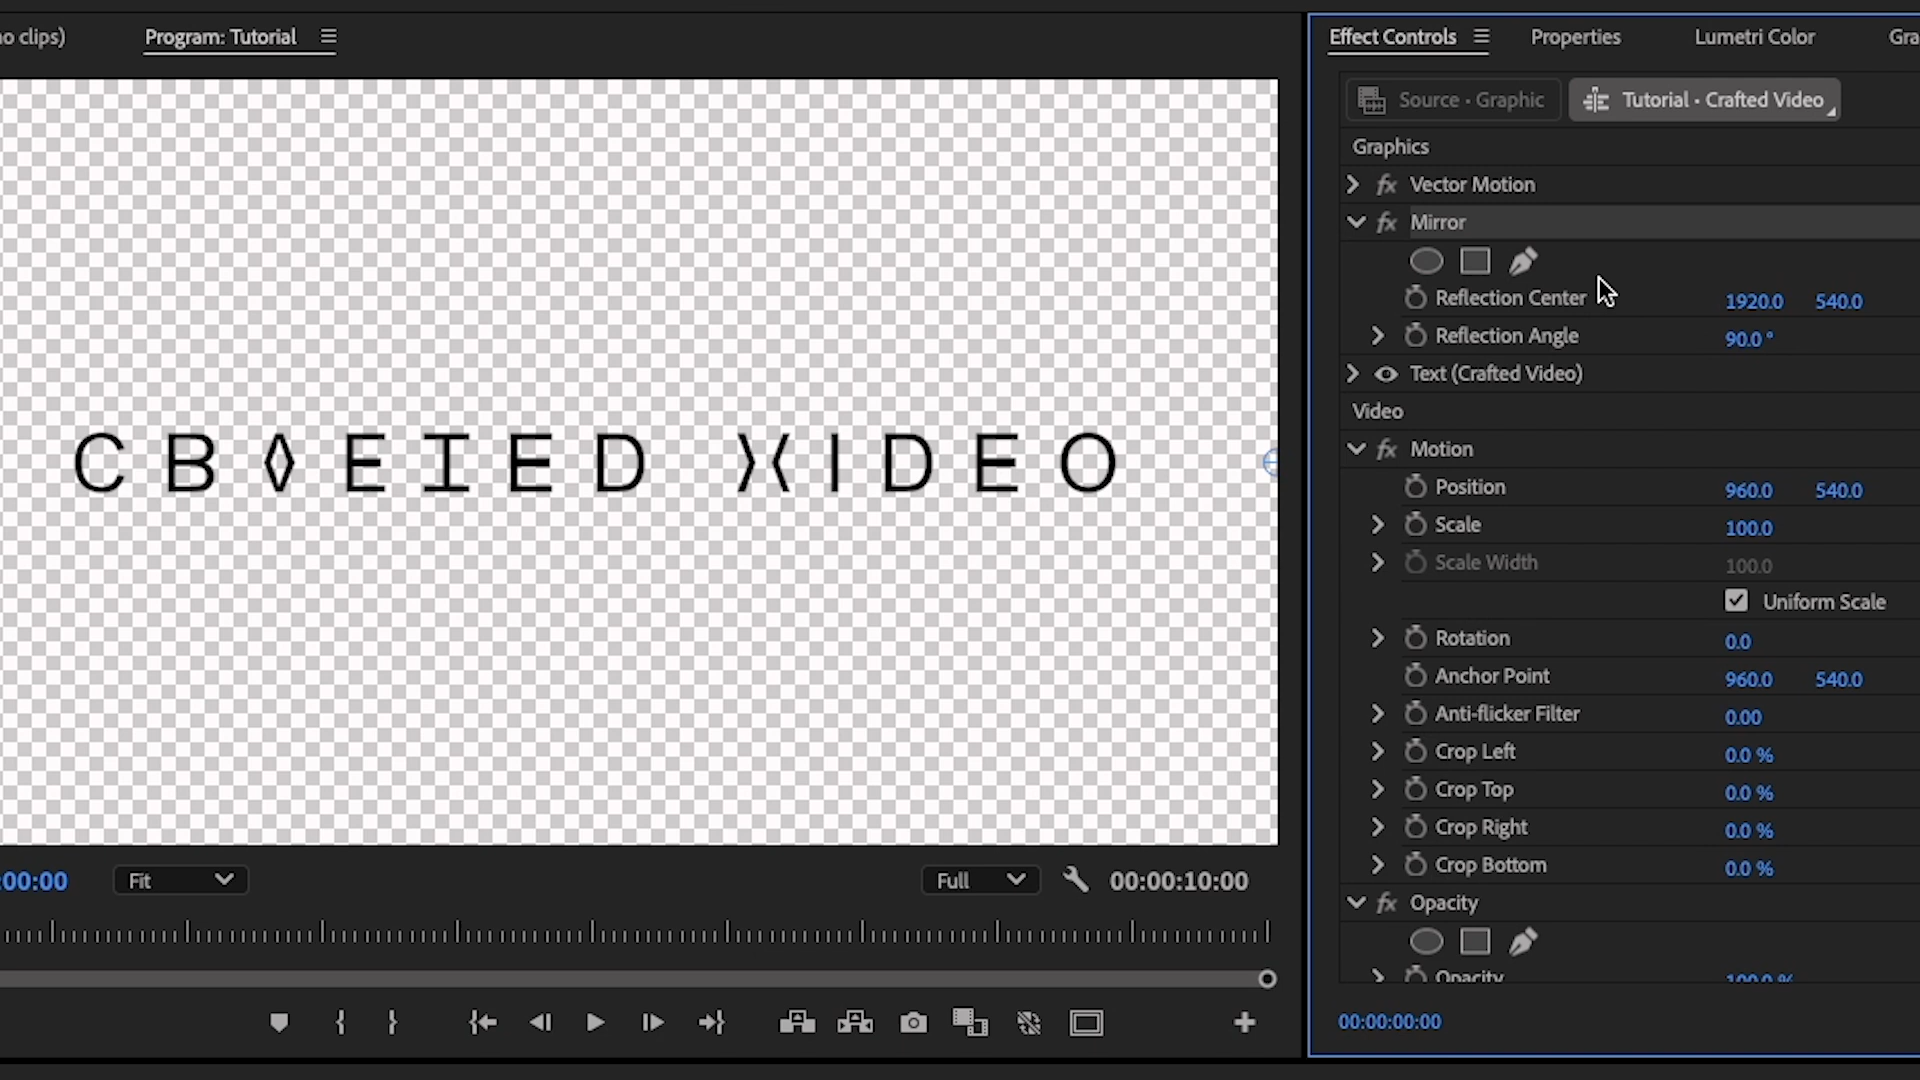 o clips)
Program: Tutorial
Effect Controls
Properties
Lumetri Color
Gra
Source · Graphic
Tutorial · Crafted Video
Graphics
fx Vector Motion
fx Mirror
Reflection Center 1920.0 540.0
Reflection Angle 90.0 °
Text (Crafted Video)
Video
fx Motion
Position 960.0 540.0
Scale 100.0
Scale Width 100.0
Uniform Scale
Rotation 0.0
Anchor Point 960.0 540.0
Anti-flicker Filter 0.00
Crop Left 0.0 %
Crop Top 0.0 %
Crop Right 0.0 %
Crop Bottom 0.0 %
fx Opacity
Opacity 100.0 %
00:00:00:00
CB◊EIED XIDEO
:00:00
Fit
Full
00:00:10:00